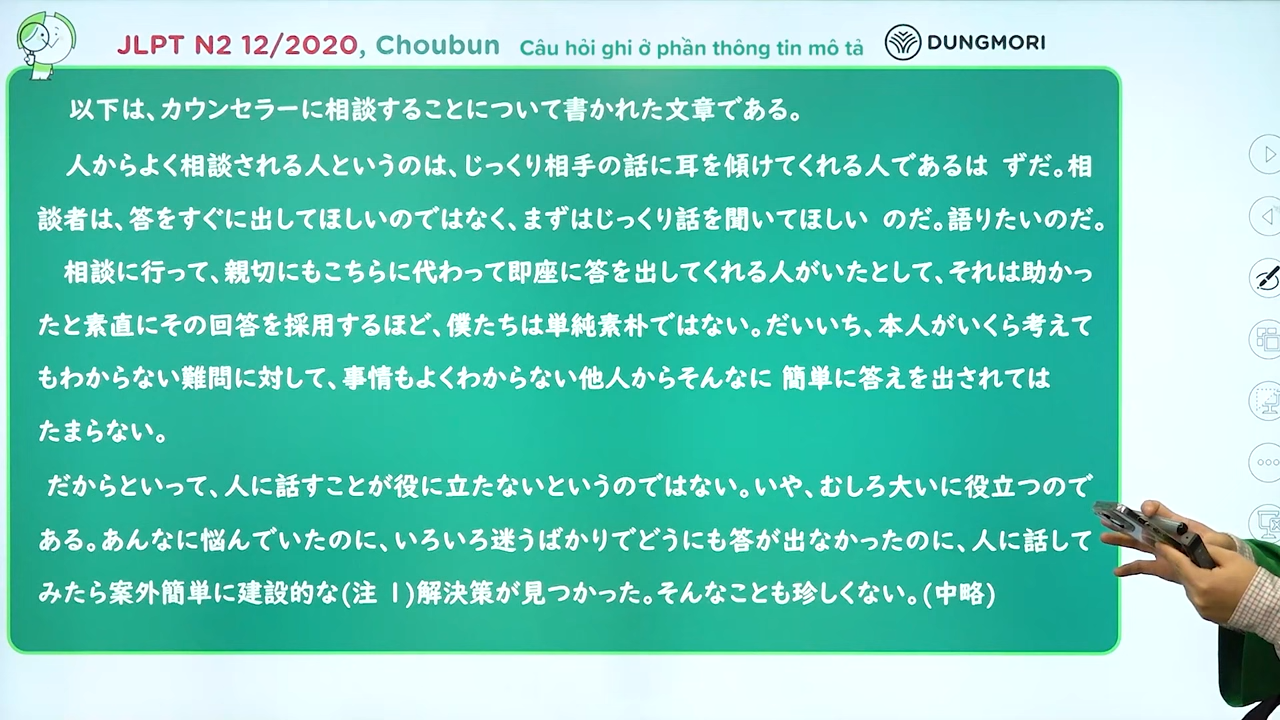 JLPT N2 12/2020, Choubun Câu hỏi ghi ở phần thông tin mô tả DUNGMORI
以下は、カウンセラーに相談することについて書かれた文章である。
人からよく相談される人というのは、じっくり相手の話に耳を傾けてくれる人であるは ずだ。相
談者は、答をすぐに出してほしいのではなく、まずはじっくり話を聞いてほしい のだ。語りたいのだ。
相談に行って、親切にもこちらに代わって即座に答を出してくれる人がいたとして、それは助かっ
たと素直にその回答を採用するほど、僕たちは単純素朴ではない。だいいち、本人がいくら考えて
もわからない難問に対して、事情もよくわからない他人からそんなに 簡単に答えを出されては
たまらない。
だからといって、人に話すことが役に立たないというのではない。いや、むしろ大いに役立つので
ある。あんなに悩んでいたのに、いろいろ迷うばかりでどうにも答が出なかったのに、人に話して
みたら案外簡単に建設的な(注 1)解決策が見つかった。そんなことも珍しくない。(中略)